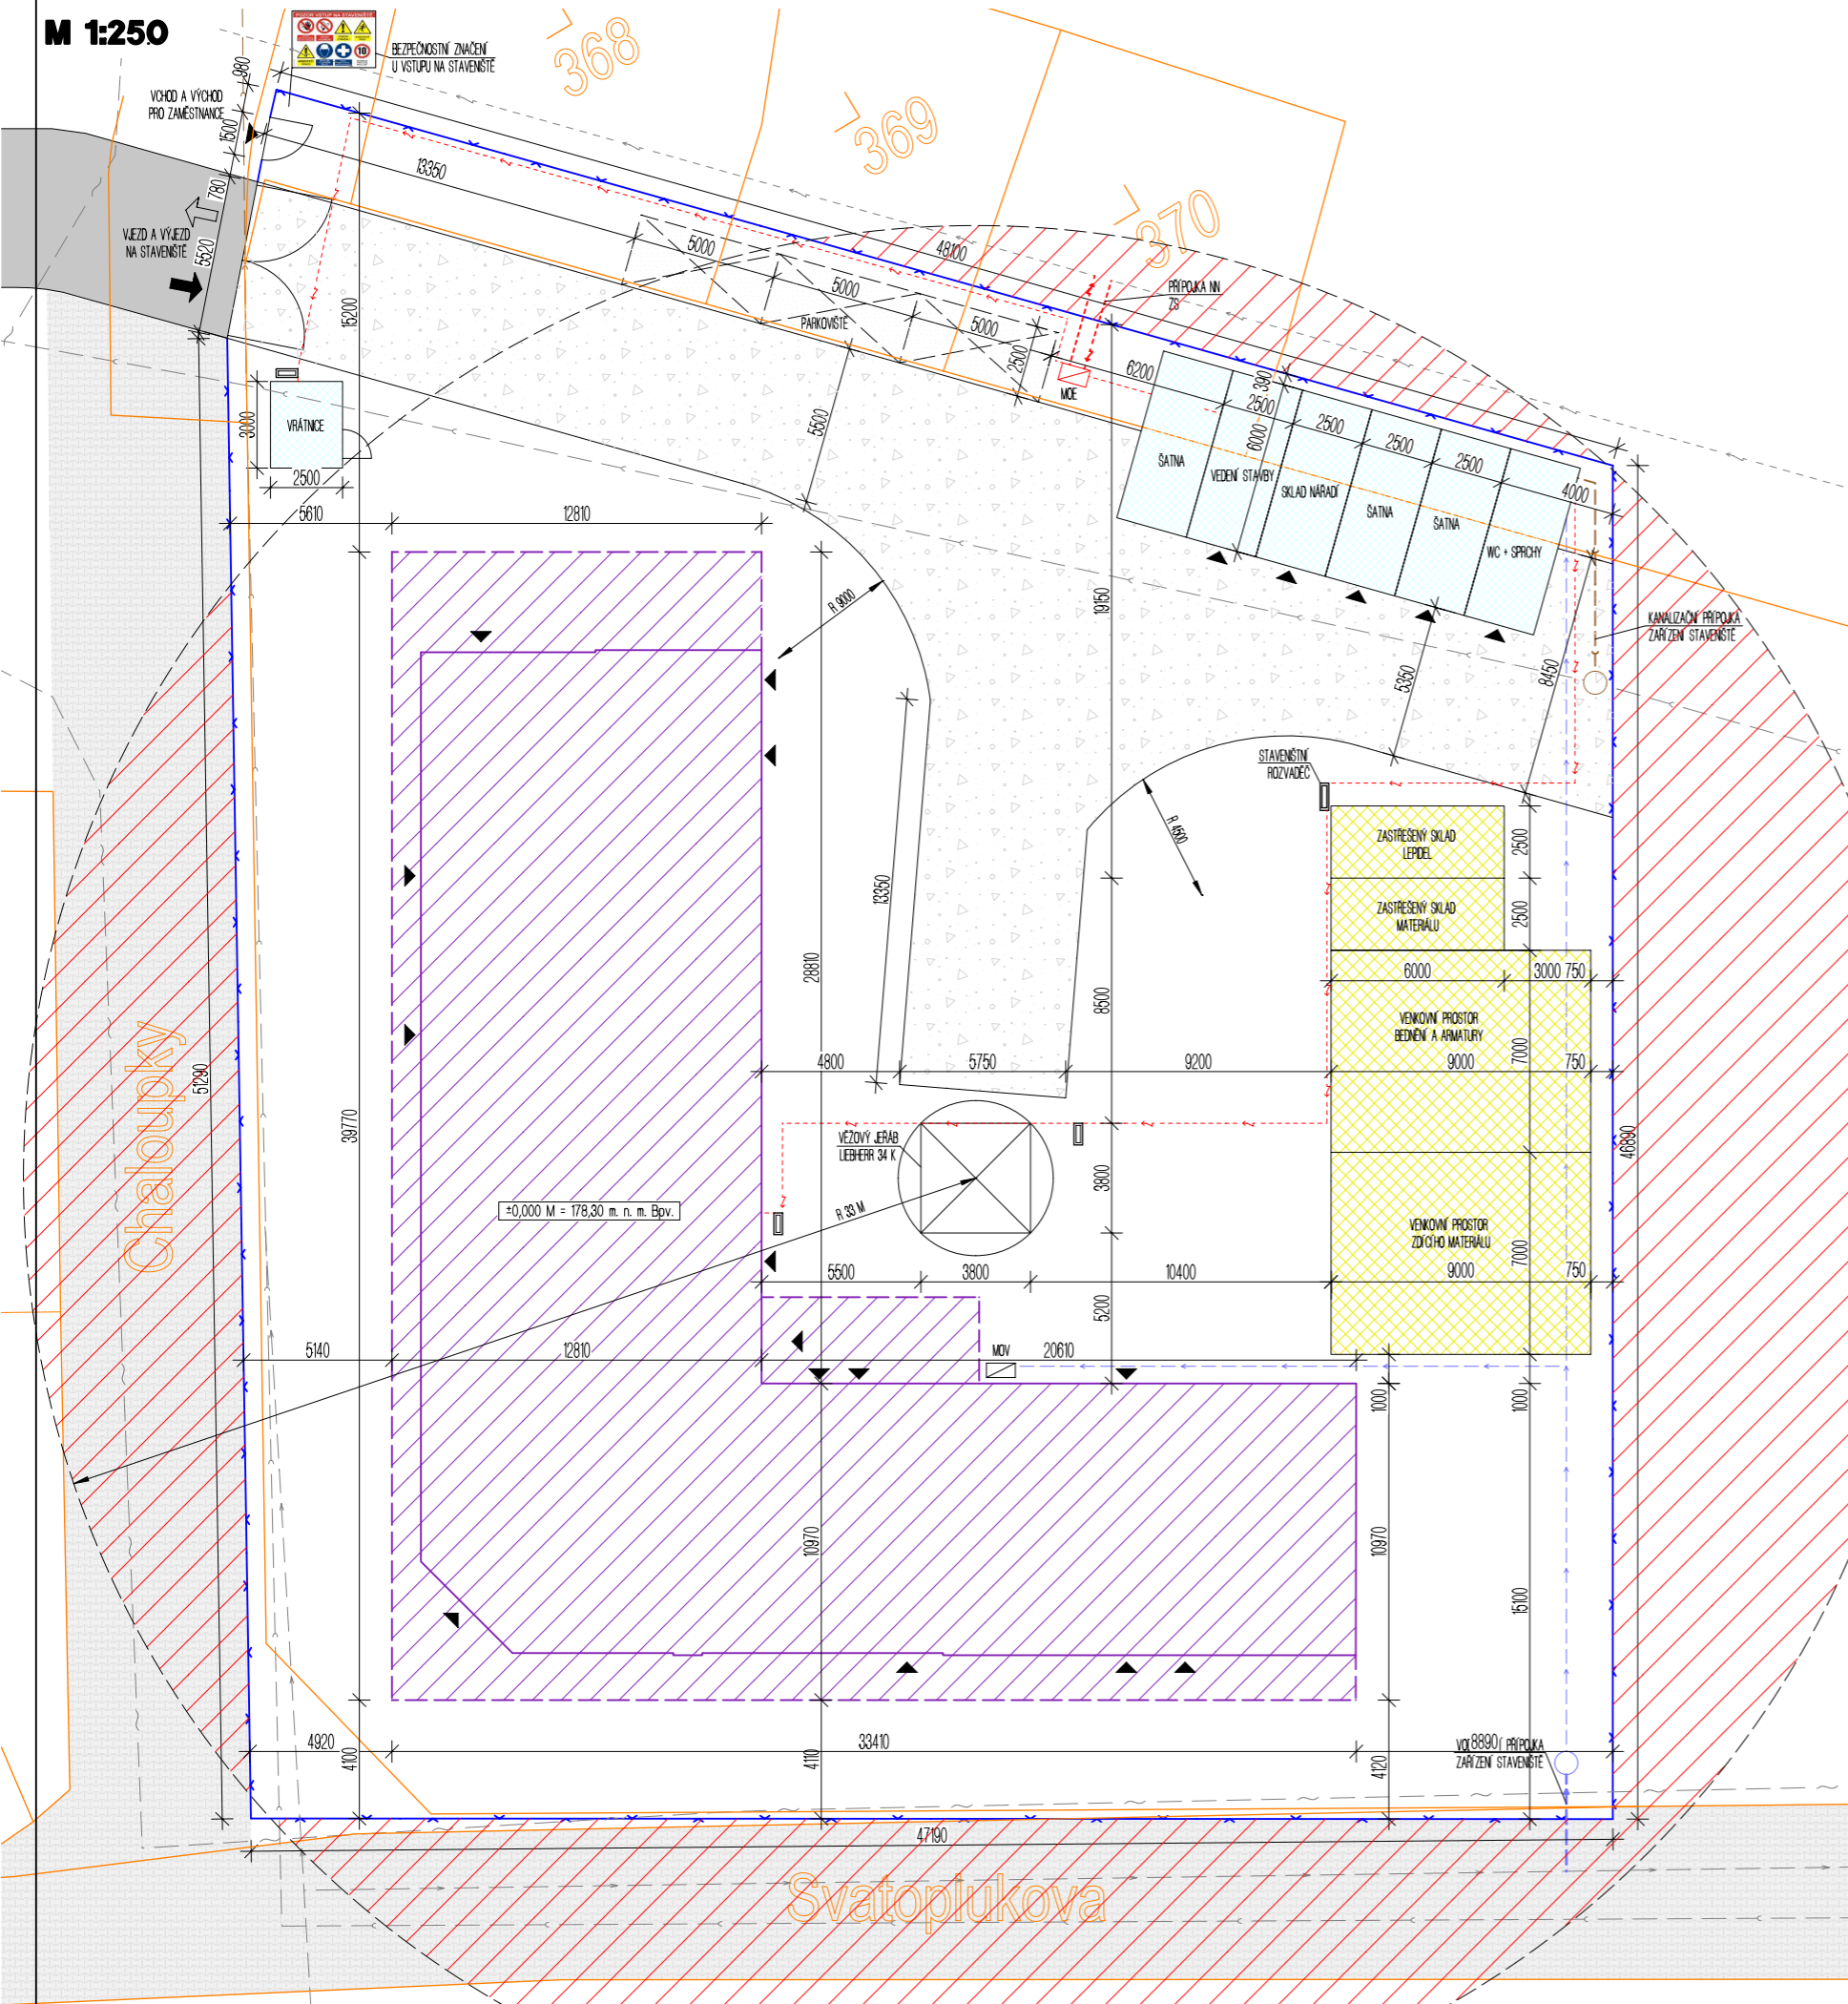 M 1:250
POZOR VSTUP NA STAVENIŠTĚ
10
BEZPEČNOSTNÍ ZNAČENÍ
U VSTUPU NA STAVENIŠTĚ
368
369
370
980
VCHOD A VÝCHOD
PRO ZAMĚSTNANCE
1500
780
VJEZD A VÝJEZD
NA STAVENIŠTĚ
5520
13350
5000
5000
5000
48100
PARKOVIŠTĚ
2500
PŘÍPOJKA NN
ZS
MOE
6200
390
2500
2500
2500
2500
4000
6000
15200
5500
3000
VRÁTNICE
2500
ŠATNA
VEDENÍ STAVBY
SKLAD NÁŘADÍ
ŠATNA
ŠATNA
WC + SPRCHY
5610
12810
R 9000
19150
KANALIZAČNÍ PŘÍPOJKA
ZAŘÍZENÍ STAVENIŠTĚ
5350
8450
STAVENIŠTNÍ
ROZVADĚČ
R 4500
13350
ZASTŘEŠENÝ SKLAD
LEPIDEL
2500
ZASTŘEŠENÝ SKLAD
MATERIÁLU
2500
28810
8500
6000
3000
750
VENKOVNÍ PROSTOR
BEDNĚNÍ A ARMATURY
7000
4800
5750
9200
9000
750
Chaloupky
51290
39770
VĚŽOVÝ JEŘÁB
LIEBHERR 34 K
3800
46890
±0,000 M = 178,30 m. n. m. Bpv.
R 33 M
VENKOVNÍ PROSTOR
ZDÍCÍHO MATERIÁLU
7000
5500
3800
10400
9000
750
5200
5140
12810
MOV
20610
1000
1000
10970
10970
15100
4920
4100
33410
4110
4120
8890
PŘÍPOJKA
ZAŘÍZENÍ STAVENIŠTĚ
47190
Svatoplukova